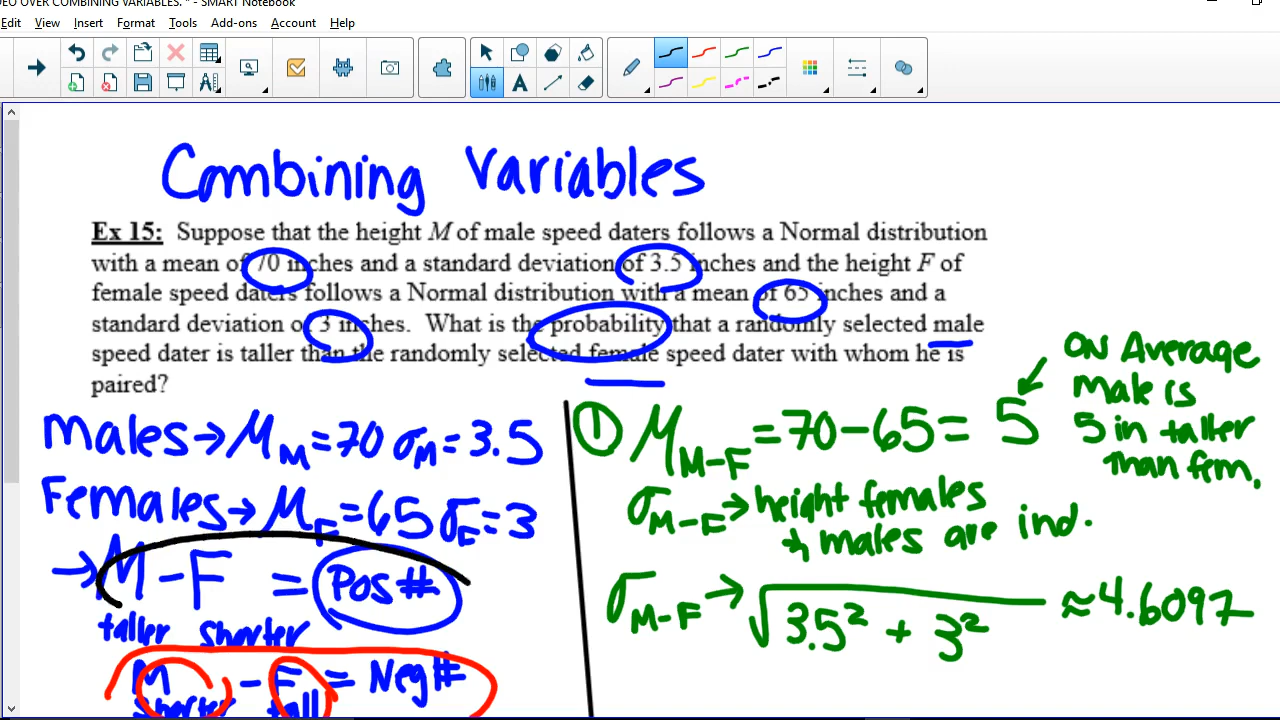 DEO OVER COMBINING VARIABLES. * - SMART Notebook
Edit View Insert Format Tools Add-ons Account Help
Combining Variables
Ex 15: Suppose that the height M of male speed daters follows a Normal distribution
with a mean of 70 inches and a standard deviation of 3.5 inches and the height F of
female speed daters follows a Normal distribution with a mean of 65 inches and a
standard deviation of 3 inches. What is the probability that a randomly selected male
speed dater is taller than the randomly selected female speed dater with whom he is
paired?
Males → μM = 70 σM = 3.5
Females → μF = 65 σF = 3
→ M - F = Pos#
taller shorter
M - F = Neg#
shorter tall
① μM-F = 70 - 65 = 5
ON Average
male is
5 in taller
than fem.
σM-F → height females
+ males are ind.
σM-F → √3.5² + 3² ≈ 4.6097